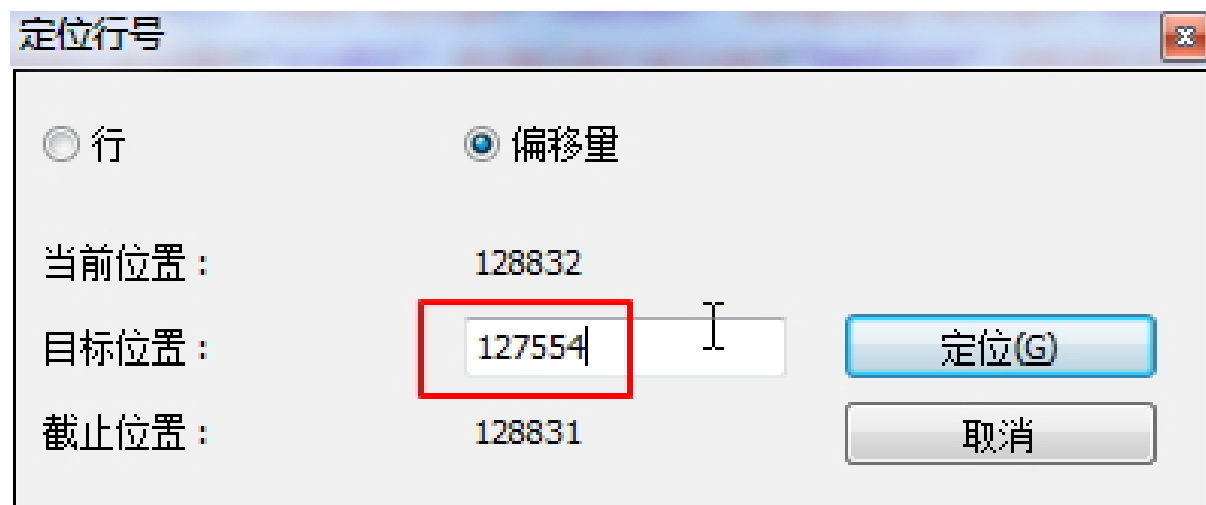 定位行号
行 偏移量
当前位置： 128832
目标位置： 127554 定位(G)
截止位置： 128831 取消